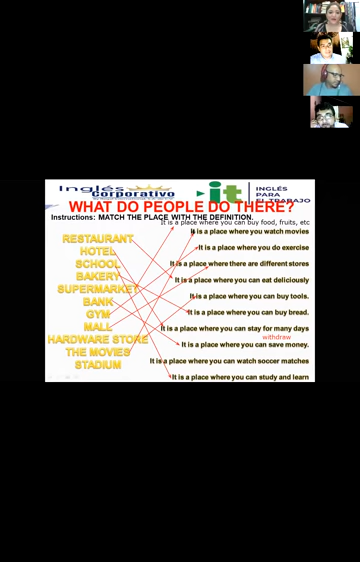 Inglés
Corporativo
it
INGLÉS
PARA
EL TRABAJO
WHAT DO PEOPLE DO THERE?
Instructions: MATCH THE PLACE WITH THE DEFINITION.
It is a place where you can buy food, fruits, etc
RESTAURANT
HOTEL
SCHOOL
BAKERY
SUPERMARKET
BANK
GYM
MALL
HARDWARE STORE
THE MOVIES
STADIUM
It is a place where you watch movies
It is a place where you do exercise
It is a place where there are different stores
It is a place where you can eat deliciously
It is a place where you can buy tools.
It is a place where you can buy bread.
It is a place where you can stay for many days
withdraw
It is a place where you can save money.
It is a place where you can watch soccer matches
It is a place where you can study and learn